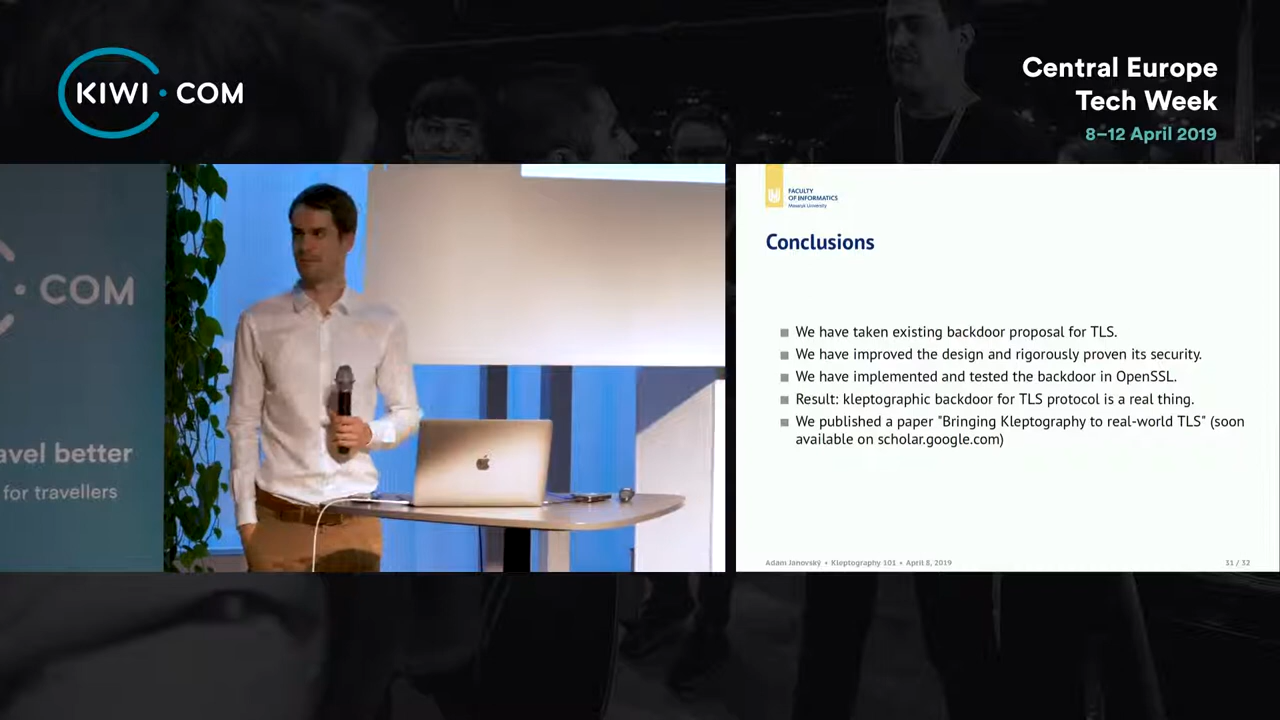 KIWI.COM
Central Europe
Tech Week
8–12 April 2019
.COM
avel better
for travellers
FACULTY
OF INFORMATICS
Masaryk University
Conclusions
We have taken existing backdoor proposal for TLS.
We have improved the design and rigorously proven its security.
We have implemented and tested the backdoor in OpenSSL.
Result: kleptographic backdoor for TLS protocol is a real thing.
We published a paper "Bringing Kleptography to real-world TLS" (soon
available on scholar.google.com)
Adam Janovský • Kleptography 101 • April 8, 2019
31 / 32